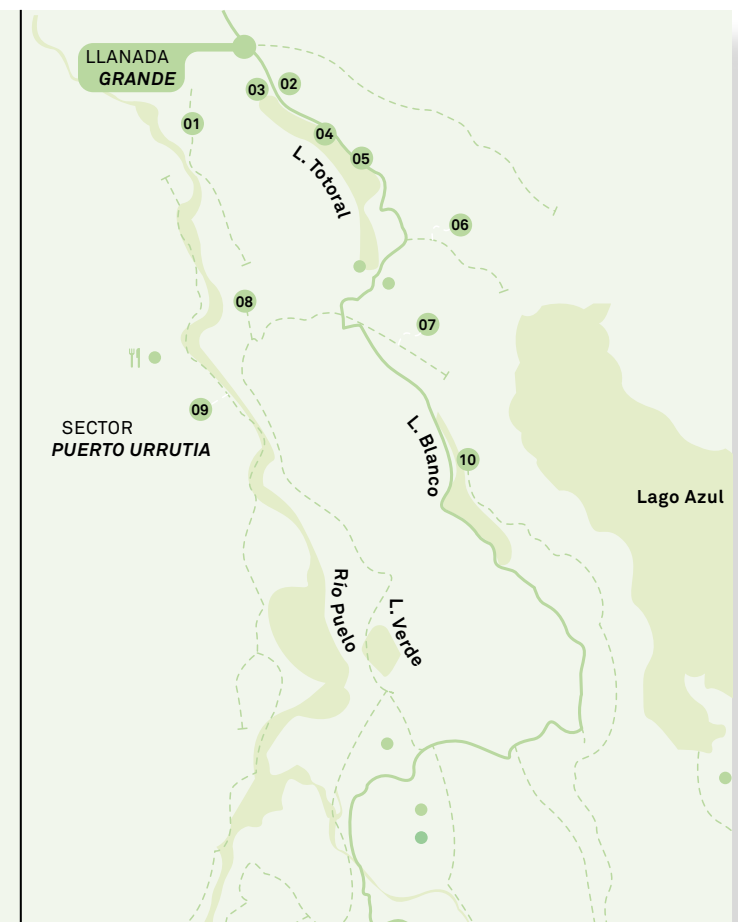 LLANADA
GRANDE
02
03
01
04
05
L. Totoral
06
08
07
09
SECTOR
PUERTO URRUTIA
L. Blanco
10
Lago Azul
Río Puelo
L. Verde